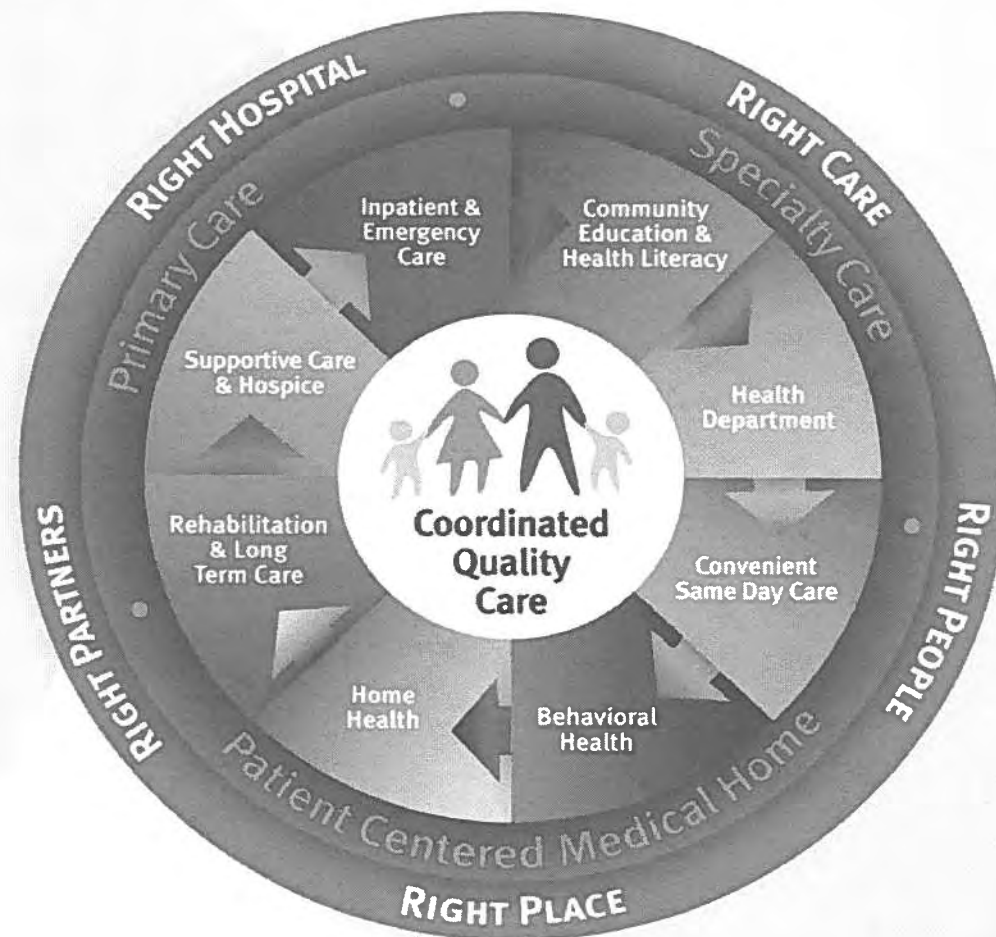 RIGHT HOSPITAL
RIGHT CARE
RIGHT PEOPLE
RIGHT PLACE
RIGHT PARTNERS
Primary Care
Specialty Care
Patient Centered Medical Home
Inpatient &
Emergency
Care
Community
Education &
Health Literacy
Health
Department
Convenient
Same Day Care
Behavioral
Health
Home
Health
Rehabilitation
& Long
Term Care
Supportive Care
& Hospice
Coordinated
Quality
Care